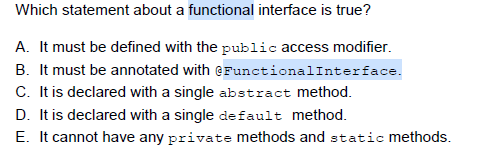 Which statement about a functional interface is true?
A. It must be defined with the public access modifier.
B. It must be annotated with @FunctionalInterface.
C. It is declared with a single abstract method.
D. It is declared with a single default method.
E. It cannot have any private methods and static methods.